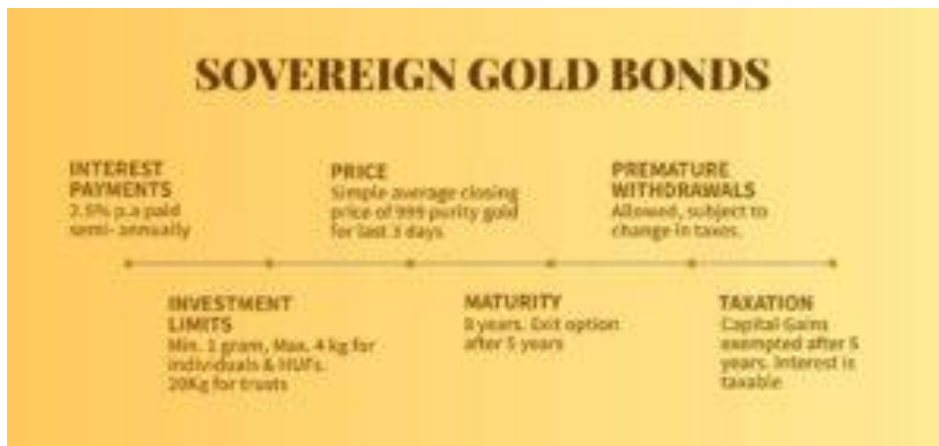 SOVEREIGN GOLD BONDS
INTEREST
PAYMENTS
2.5% p.a paid
semi- annually
PRICE
Simple average closing
price of 999 purity gold
for last 3 days
PREMATURE
WITHDRAWALS
Allowed, subject to
change in taxes.
INVESTMENT
LIMITS
Min. 1 gram, Max. 4 kg for
individuals & HUFs.
20Kg for trusts
MATURITY
8 years. Exit option
after 5 years
TAXATION
Capital Gains
exempted after 5
years. Interest is
taxable